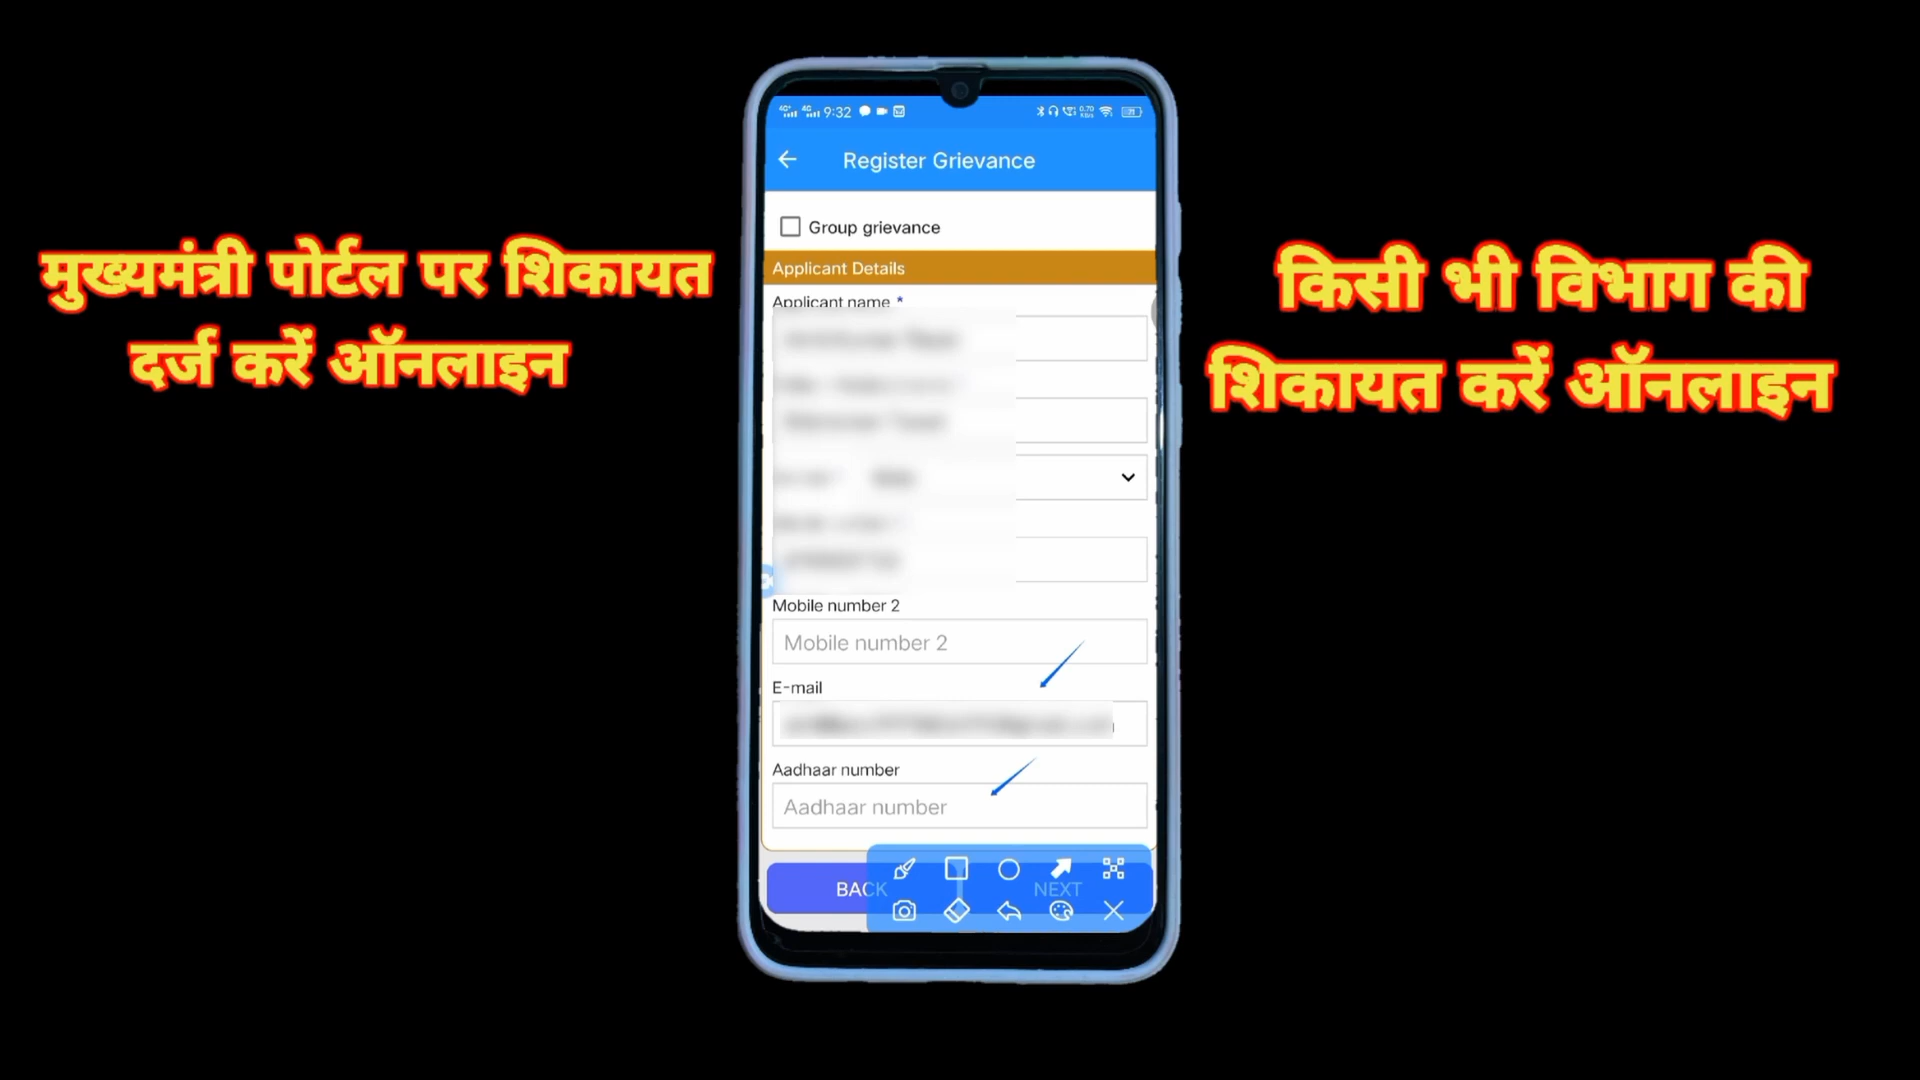 मुख्यमंत्री पोर्टल पर शिकायत
दर्ज करें ऑनलाइन
9:32
Register Grievance
Group grievance
Applicant Details
Applicant name *
Mobile number 2
Mobile number 2
E-mail
Aadhaar number
Aadhaar number
BACK
NEXT
किसी भी विभाग की
शिकायत करें ऑनलाइन